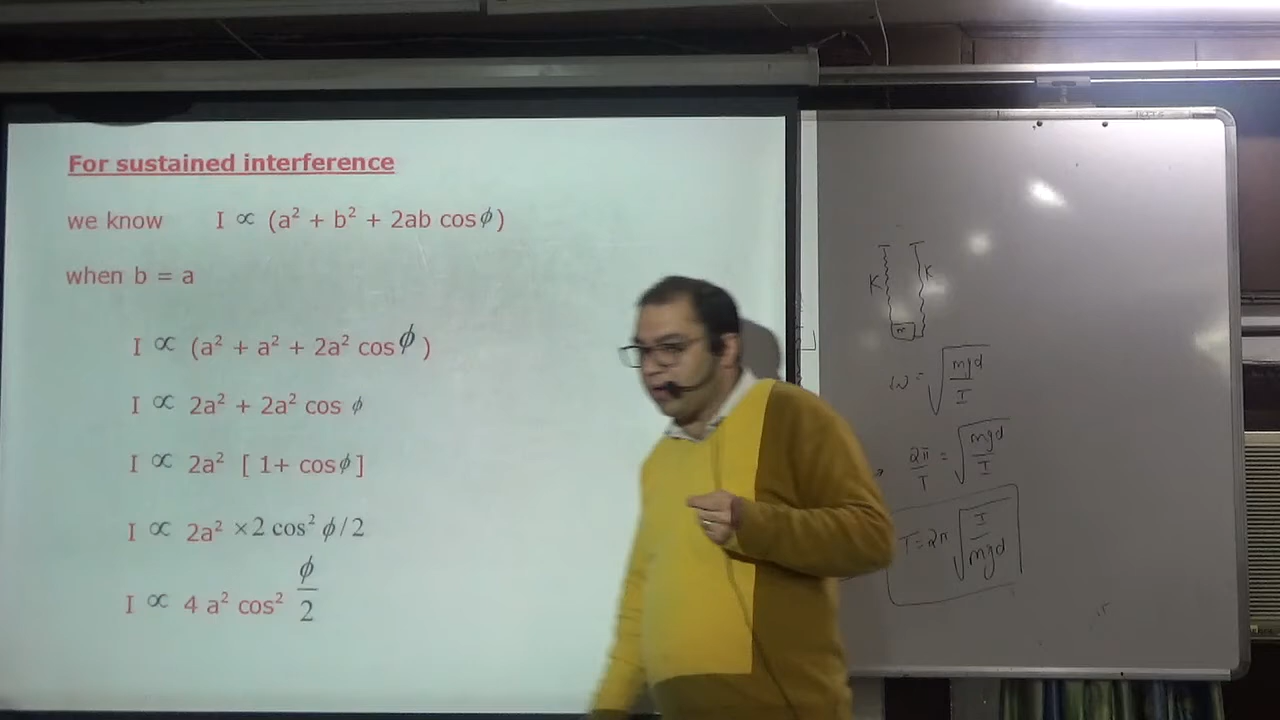 For sustained interference
we know I ∝ (a² + b² + 2ab cosϕ)
when b = a
I ∝ (a² + a² + 2a² cosϕ)
I ∝ 2a² + 2a² cos ϕ
I ∝ 2a² [ 1+ cosϕ]
I ∝ 2a² ×2 cos² ϕ/2
I ∝ 4 a² cos² ϕ/2
K K
m
ω = √(mgd/I)
2π/T = √(mgd/I)
T = 2π √(I/mgd)